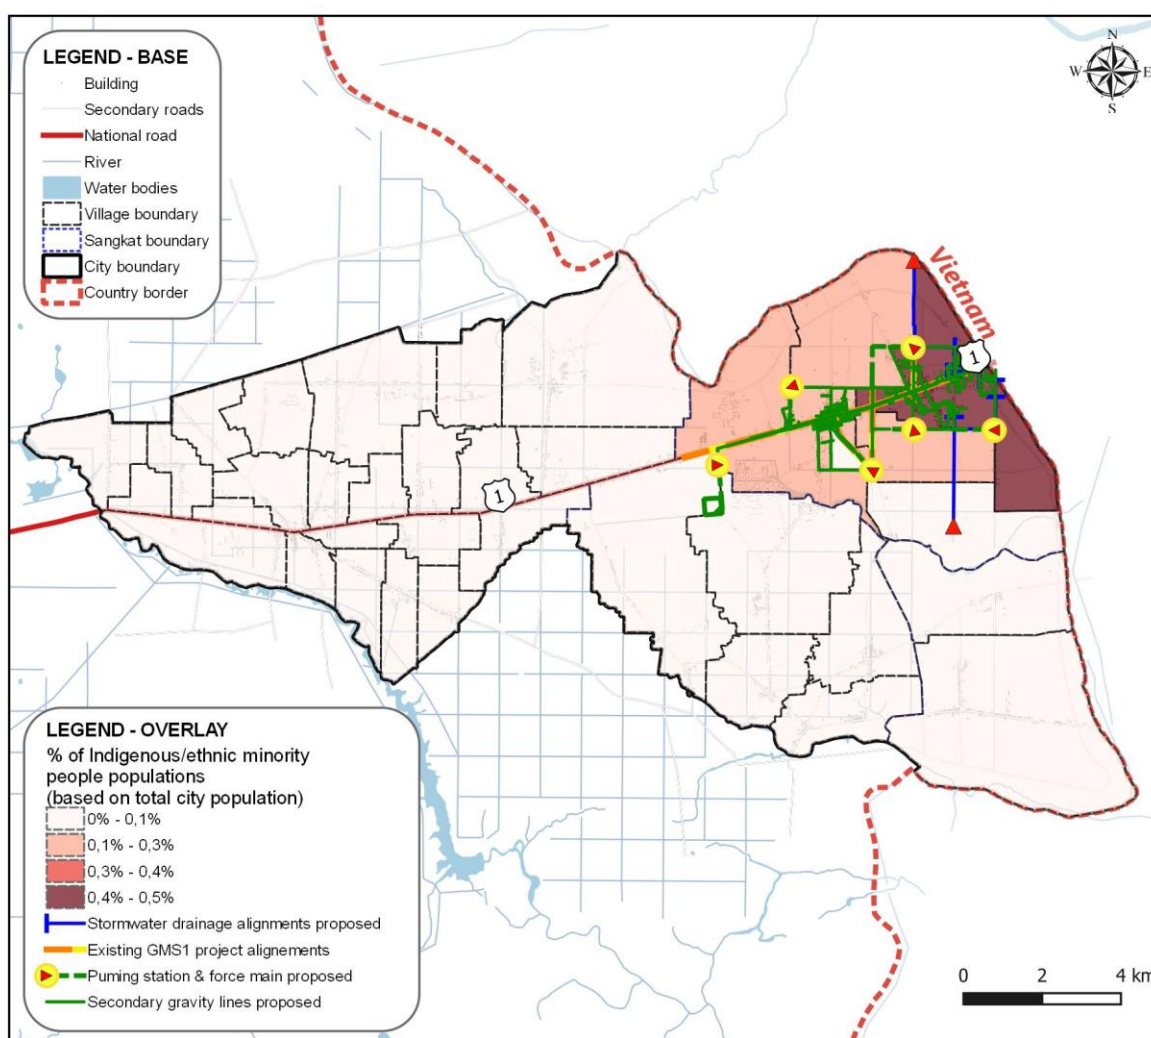 LEGEND - BASE
Building
Secondary roads
National road
River
Water bodies
Village boundary
Sangkat boundary
City boundary
Country border
N
W E
S
Vietnam
1
1
LEGEND - OVERLAY
% of Indigenous/ethnic minority
people populations
(based on total city population)
0% - 0,1%
0,1% - 0,3%
0,3% - 0,4%
0,4% - 0,5%
Stormwater drainage alignments proposed
Existing GMS1 project alignements
Puming station & force main proposed
Secondary gravity lines proposed
0 2 4 km